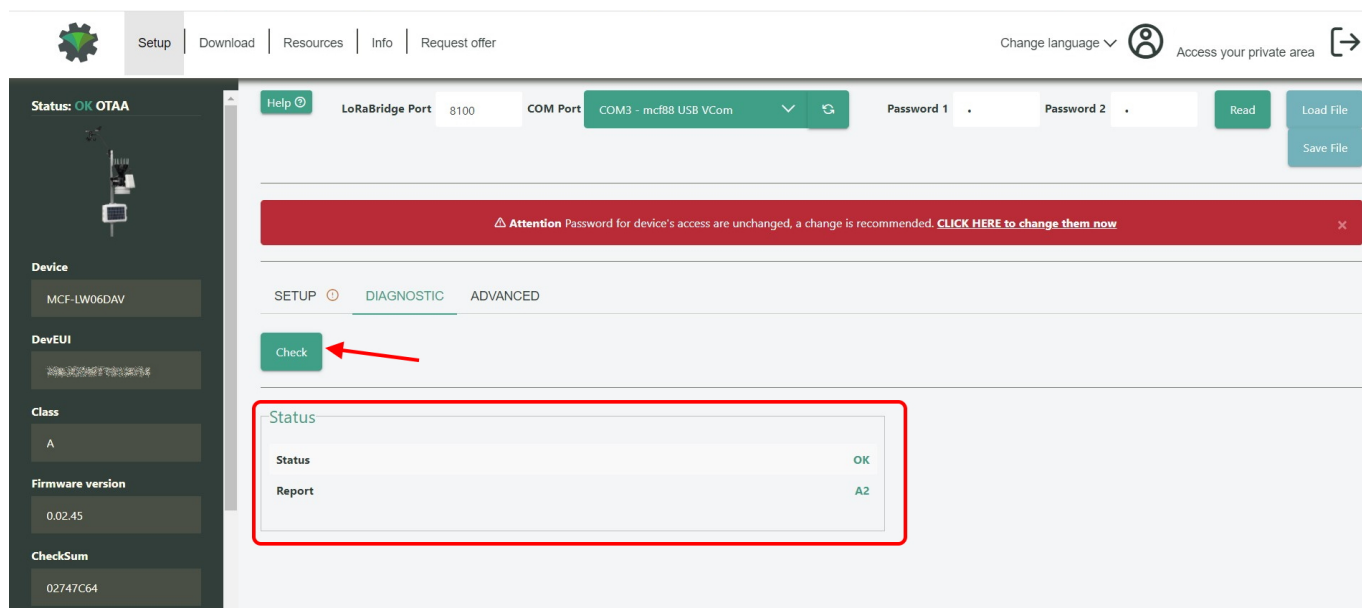 Setup
Download
Resources
Info
Request offer
Change language
Access your private area
Status: OK OTAA
Help
LoRaBridge Port
8100
COM Port
COM3 - mcf88 USB VCom
Password 1
Password 2
Read
Load File
Save File
Attention Password for device's access are unchanged, a change is recommended. CLICK HERE to change them now
×
Device
MCF-LW06DAV
SETUP
DIAGNOSTIC
ADVANCED
DevEUI
Check
Class
A
Status
Status
OK
Report
A2
Firmware version
0.02.45
CheckSum
02747C64